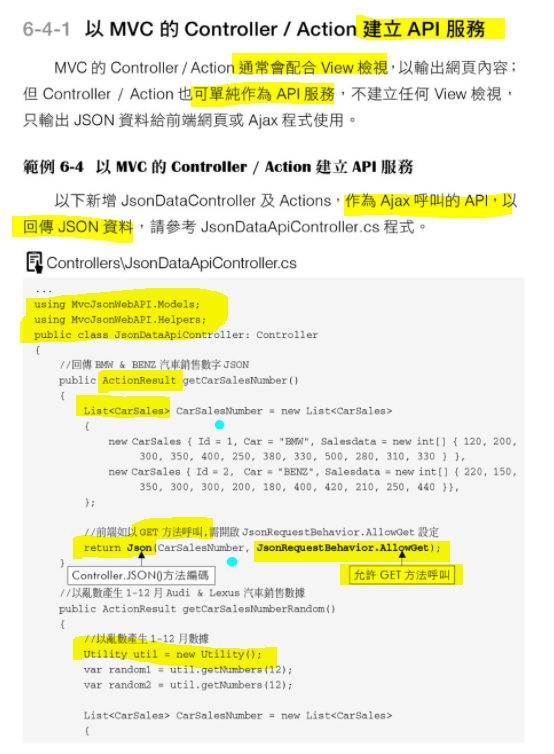 6-4-1 以 MVC 的 Controller / Action 建立 API 服務
MVC 的 Controller / Action 通常會配合 View 檢視,以輸出網頁內容;
但 Controller / Action 也可單純作為 API 服務,不建立任何 View 檢視,
只輸出 JSON 資料給前端網頁或 Ajax 程式使用。
範例 6-4 以 MVC 的 Controller / Action 建立 API 服務
以下新增 JsonDataController 及 Actions,作為 Ajax 呼叫的 API,以
回傳 JSON 資料,請參考 JsonDataApiController.cs 程式。
Controllers\JsonDataApiController.cs
...
using MvcJsonWebAPI.Models;
using MvcJsonWebAPI.Helpers;
public class JsonDataApiController: Controller
{
//回傳 BMW & BENZ 汽車銷售數字 JSON
public ActionResult getCarSalesNumber()
{
List<CarSales> CarSalesNumber = new List<CarSales>
{
new CarSales { Id = 1, Car = "BMW", Salesdata = new int[] { 120, 200,
300, 350, 400, 250, 380, 330, 500, 280, 310, 330 } },
new CarSales { Id = 2, Car = "BENZ", Salesdata = new int[] { 220, 150,
350, 300, 300, 200, 180, 400, 420, 210, 250, 440 }},
};
//前端如以 GET 方法呼叫,需開啟 JsonRequestBehavior.AllowGet 設定
return Json(CarSalesNumber, JsonRequestBehavior.AllowGet);
}
Controller.JSON()方法編碼 允許 GET 方法呼叫
//以亂數產生 1-12 月 Audi & Lexus 汽車銷售數據
public ActionResult getCarSalesNumberRandom()
{
//以亂數產生 1-12 月數據
Utility util = new Utility();
var random1 = util.getNumbers(12);
var random2 = util.getNumbers(12);
List<CarSales> CarSalesNumber = new List<CarSales>
{